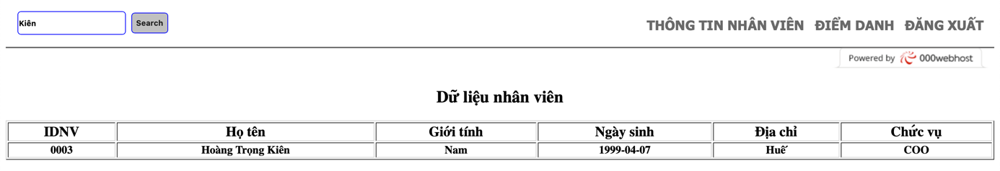 Kiên Search THÔNG TIN NHÂN VIÊN ĐIỂM DANH ĐĂNG XUẤT
Powered by 000webhost
Dữ liệu nhân viên
IDNV Họ tên Giới tính Ngày sinh Địa chỉ Chức vụ
0003 Hoàng Trọng Kiên Nam 1999-04-07 Huế COO